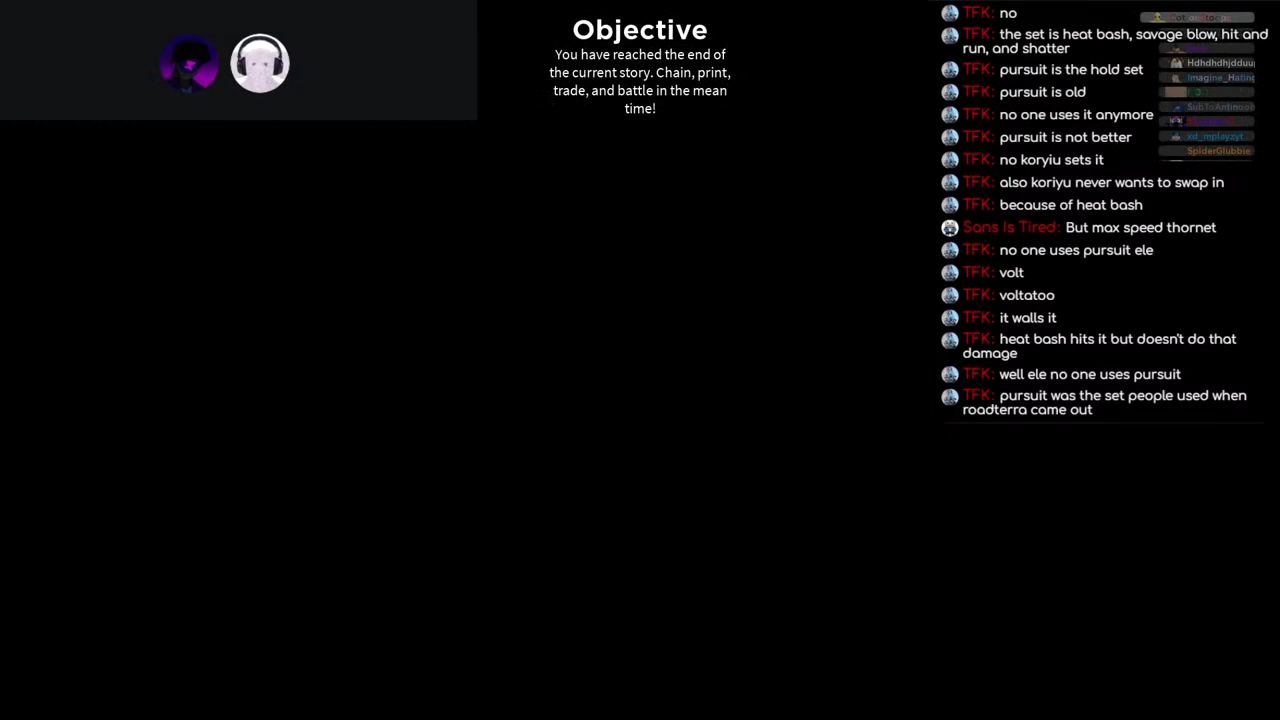 Objective
You have reached the end of
the current story. Chain, print,
trade, and battle in the mean
time!
TFK: no
TFK: the set is heat bash, savage blow, hit and
run, and shatter
TFK: pursuit is the hold set
TFK: pursuit is old
TFK: no one uses it anymore
TFK: pursuit is not better
TFK: no koryiu sets it
TFK: also koriyu never wants to swap in
TFK: because of heat bash
Sans Is Tired: But max speed thornet
TFK: no one uses pursuit ele
TFK: volt
TFK: voltatoo
TFK: it walls it
TFK: heat bash hits it but doesn't do that
damage
TFK: well ele no one uses pursuit
TFK: pursuit was the set people used when
roadterra came out
Hdhdhdhjdduu
Imagine_Hating
xd_mplayzyt
SpiderGlubbie